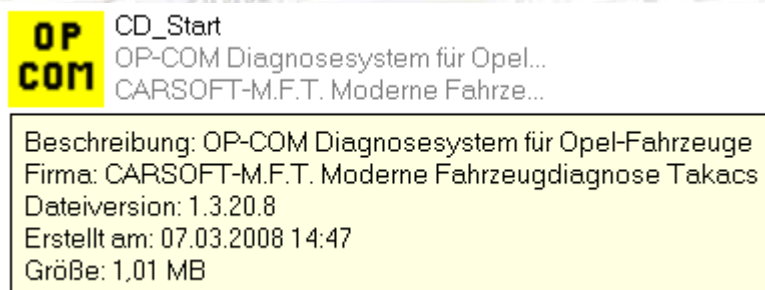 OP
COM
CD_Start
OP-COM Diagnosesystem für Opel...
CARSOFT-M.F.T. Moderne Fahrze...
Beschreibung: OP-COM Diagnosesystem für Opel-Fahrzeuge
Firma: CARSOFT-M.F.T. Moderne Fahrzeugdiagnose Takacs
Dateiversion: 1.3.20.8
Erstellt am: 07.03.2008 14:47
Größe: 1,01 MB